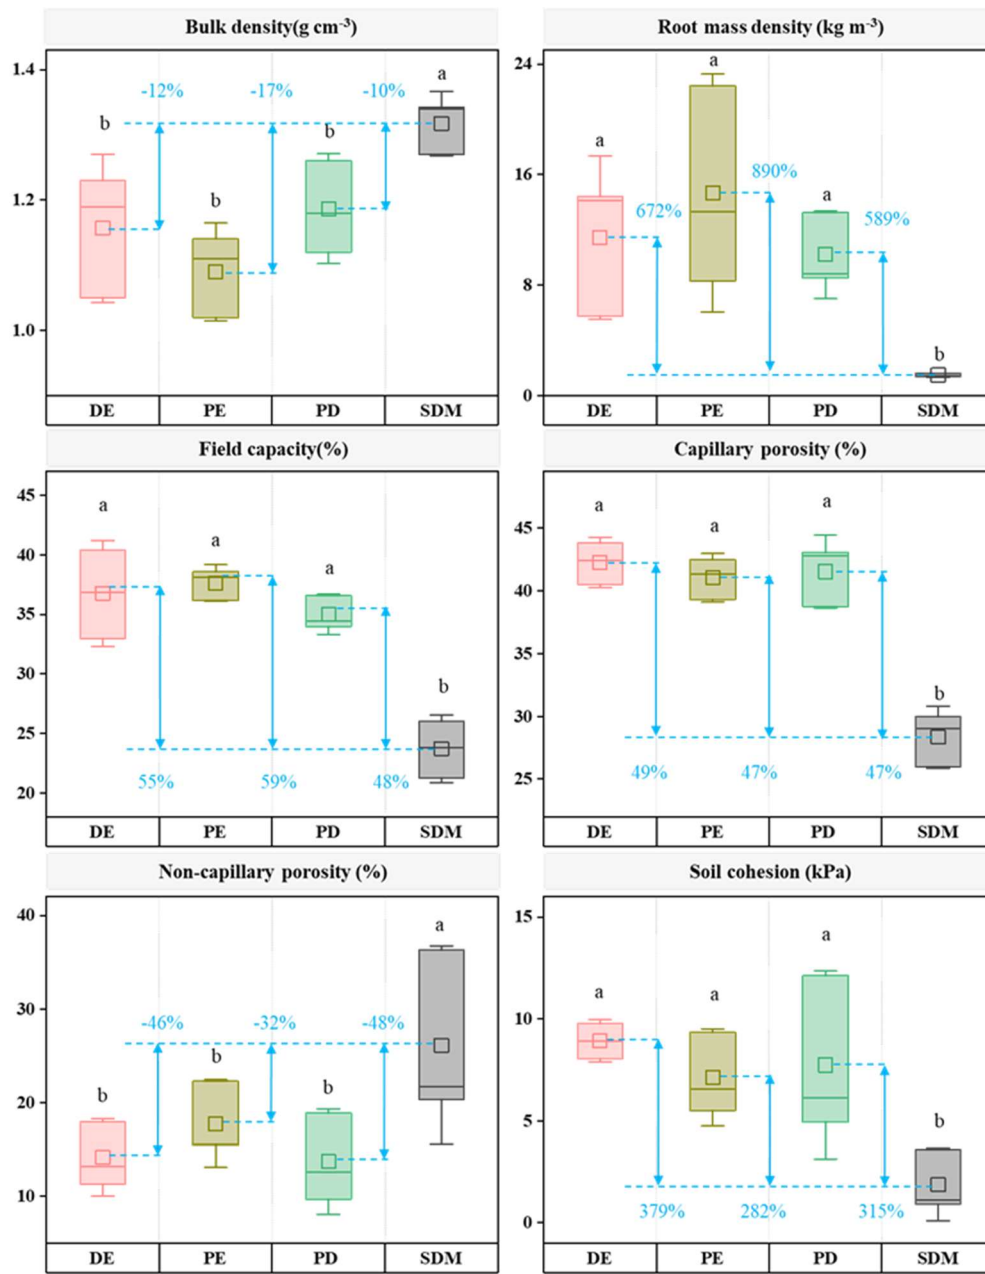 Bulk density(g cm-3)
1.4
1.2
1.0
-12%
-17%
-10%
b
b
b
a
DE PE PD SDM
Root mass density (kg m-3)
24
16
8
0
a
a
a
b
672%
890%
589%
DE PE PD SDM
Field capacity(%)
45
40
35
30
25
20
a
a
a
b
55%
59%
48%
DE PE PD SDM
Capillary porosity (%)
45
40
35
30
25
a
a
a
b
49%
47%
47%
DE PE PD SDM
Non-capillary porosity (%)
40
30
20
10
-46%
-32%
-48%
b
b
b
a
DE PE PD SDM
Soil cohesion (kPa)
15
10
5
0
a
a
a
b
379%
282%
315%
DE PE PD SDM